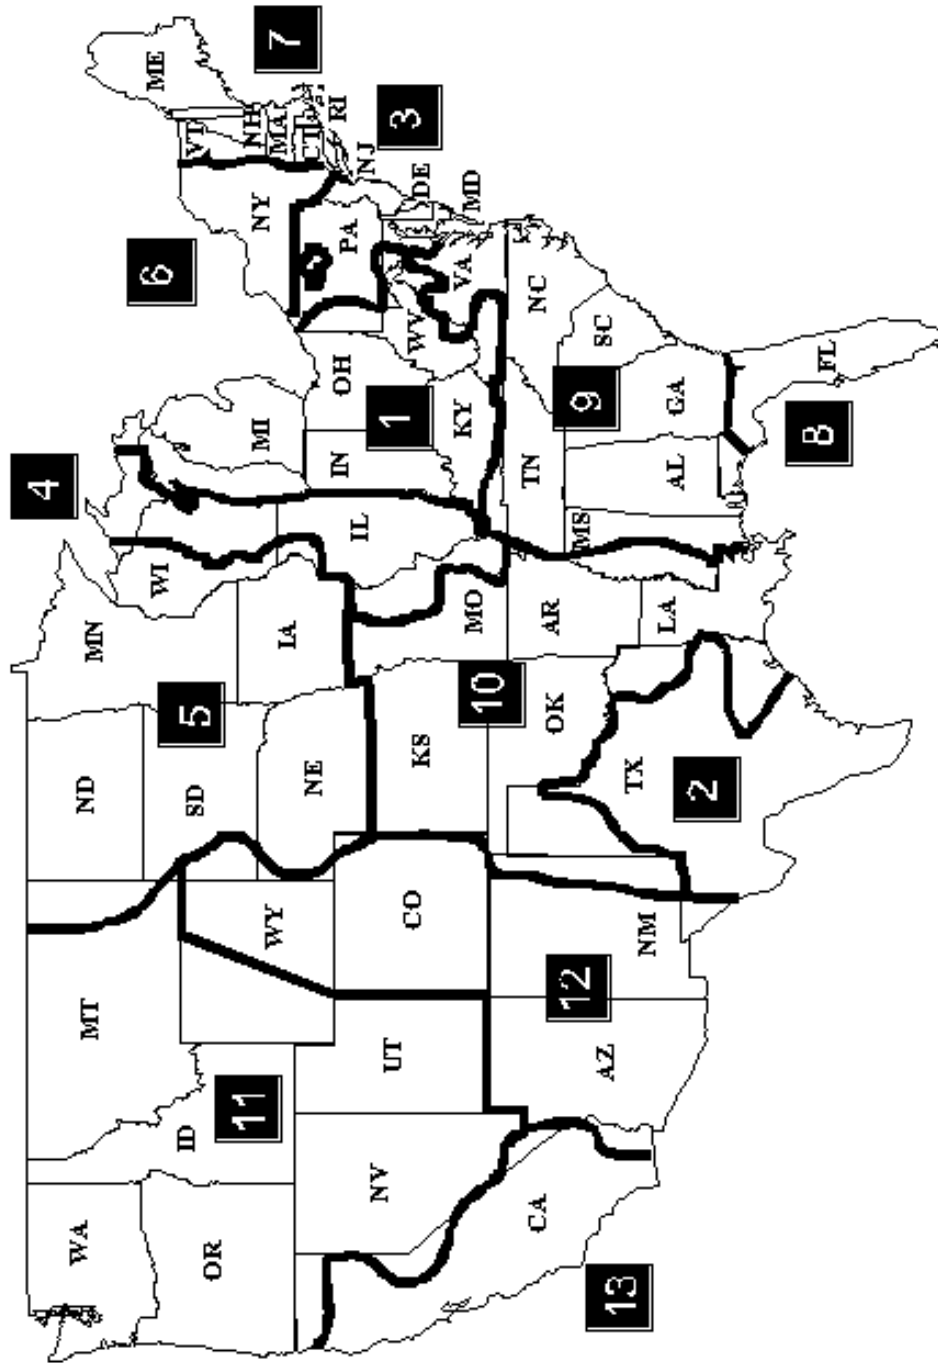 WA
MT
ND
MN
4
ME
OR
ID
11
SD
5
WI
6
VT
7
NV
UT
WY
NE
IA
MI
NY
NH
MA
CT
RI
CO
KS
IL
IN
OH
PA
NJ
3
CA
10
MO
1
KY
WV
VA
DE
MD
13
AZ
12
NM
OK
AR
TN
9
NC
TX
2
LA
MS
AL
GA
SC
8
FL